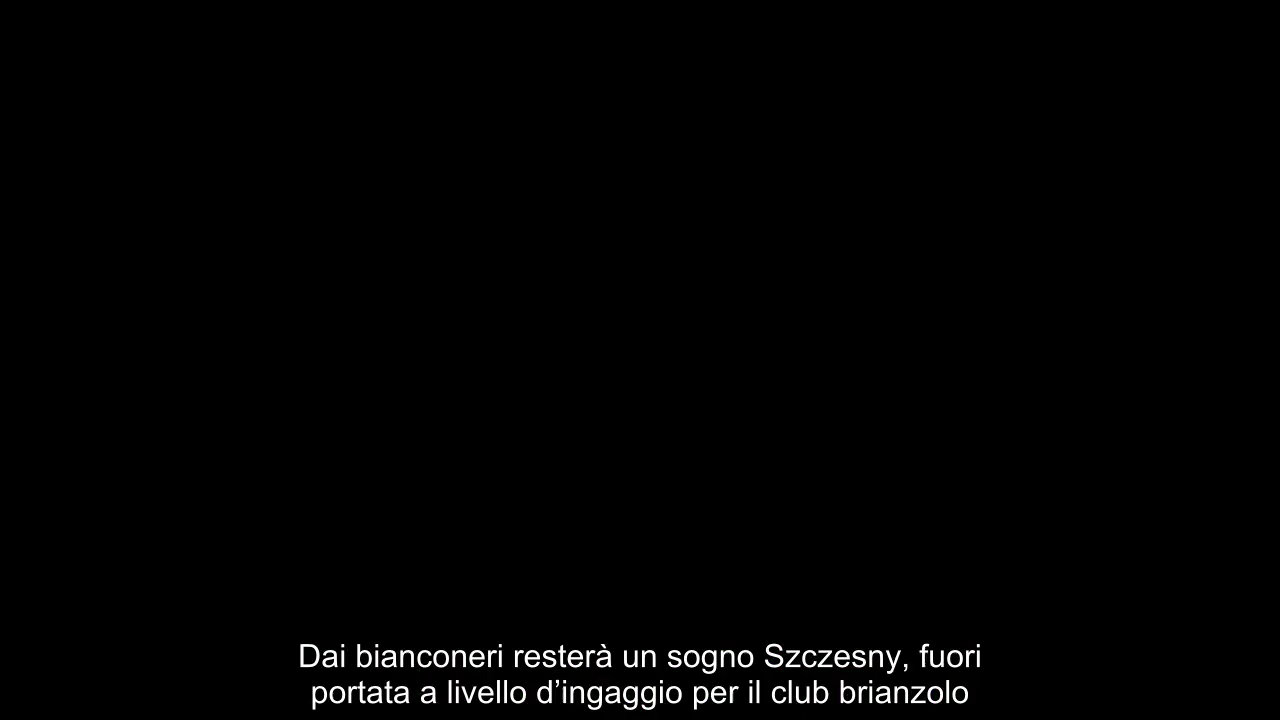 Dai bianconeri resterà un sogno Szczesny, fuori
portata a livello d’ingaggio per il club brianzolo